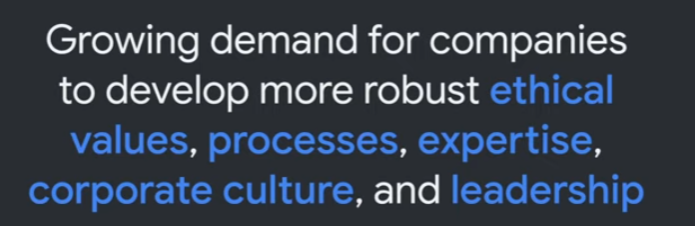 Growing demand for companies
to develop more robust ethical
values, processes, expertise,
corporate culture, and leadership